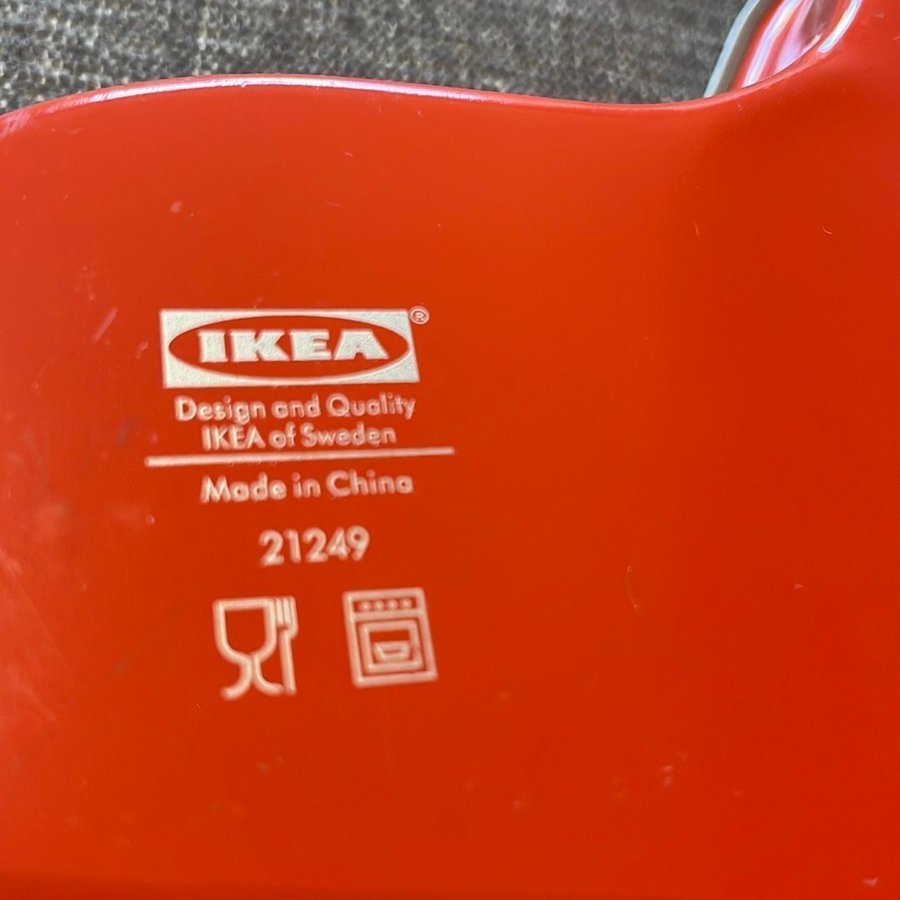 IKEA®
Design and Quality
IKEA of Sweden
Made in China
21249